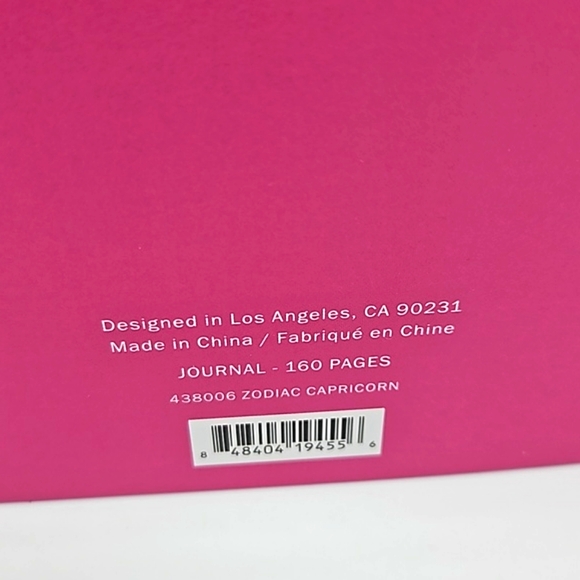 Designed in Los Angeles, CA 90231
Made in China / Fabriqué en Chine
JOURNAL - 160 PAGES
438006 ZODIAC CAPRICORN
8 48404 19455 6